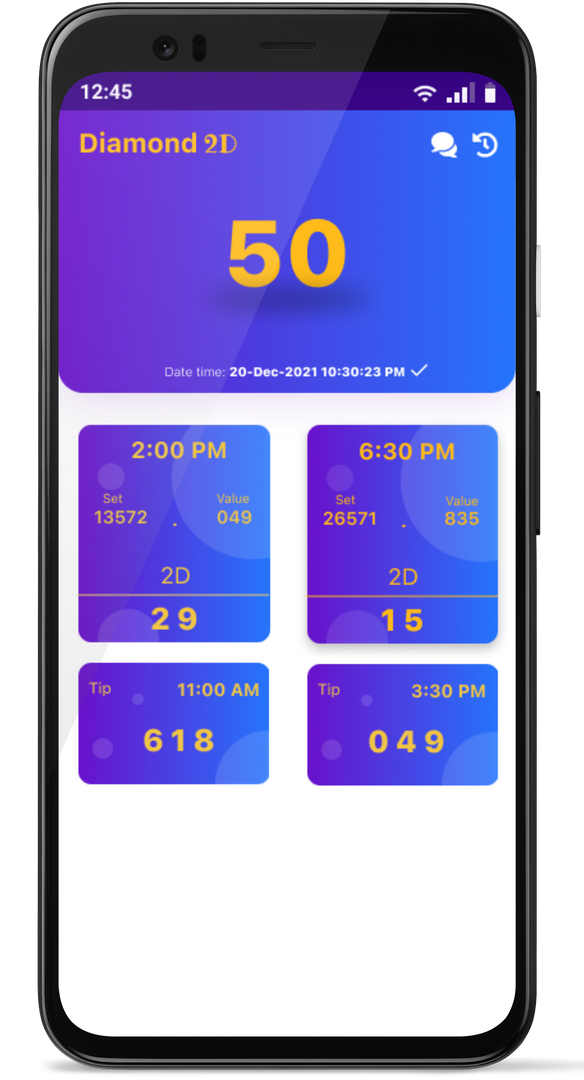 12:45
Diamond 2D
50
Date time: 20-Dec-2021 10:30:23 PM
2:00 PM
Set Value
13572 . 049
2D
29
6:30 PM
Set Value
26571 . 835
2D
15
Tip 11:00 AM
618
Tip 3:30 PM
049